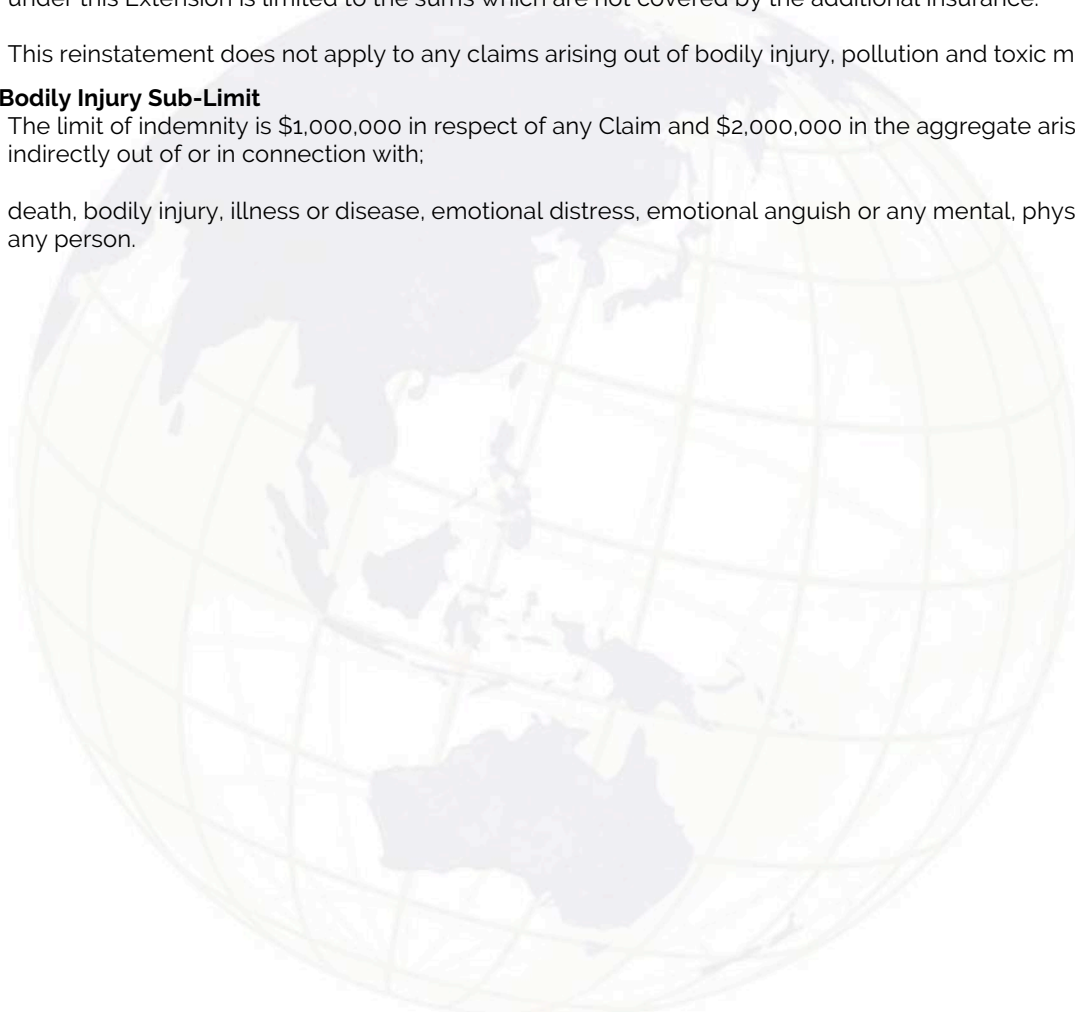 under this Extension is limited to the sums which are not covered by the additional insurance.
This reinstatement does not apply to any claims arising out of bodily injury, pollution and toxic
Bodily Injury Sub-Limit
The limit of indemnity is $1,000,000 in respect of any Claim and $2,000,000 in the aggregate
indirectly out of or in connection with;
death, bodily injury, illness or disease, emotional distress, emotional anguish or any mental,
any person.